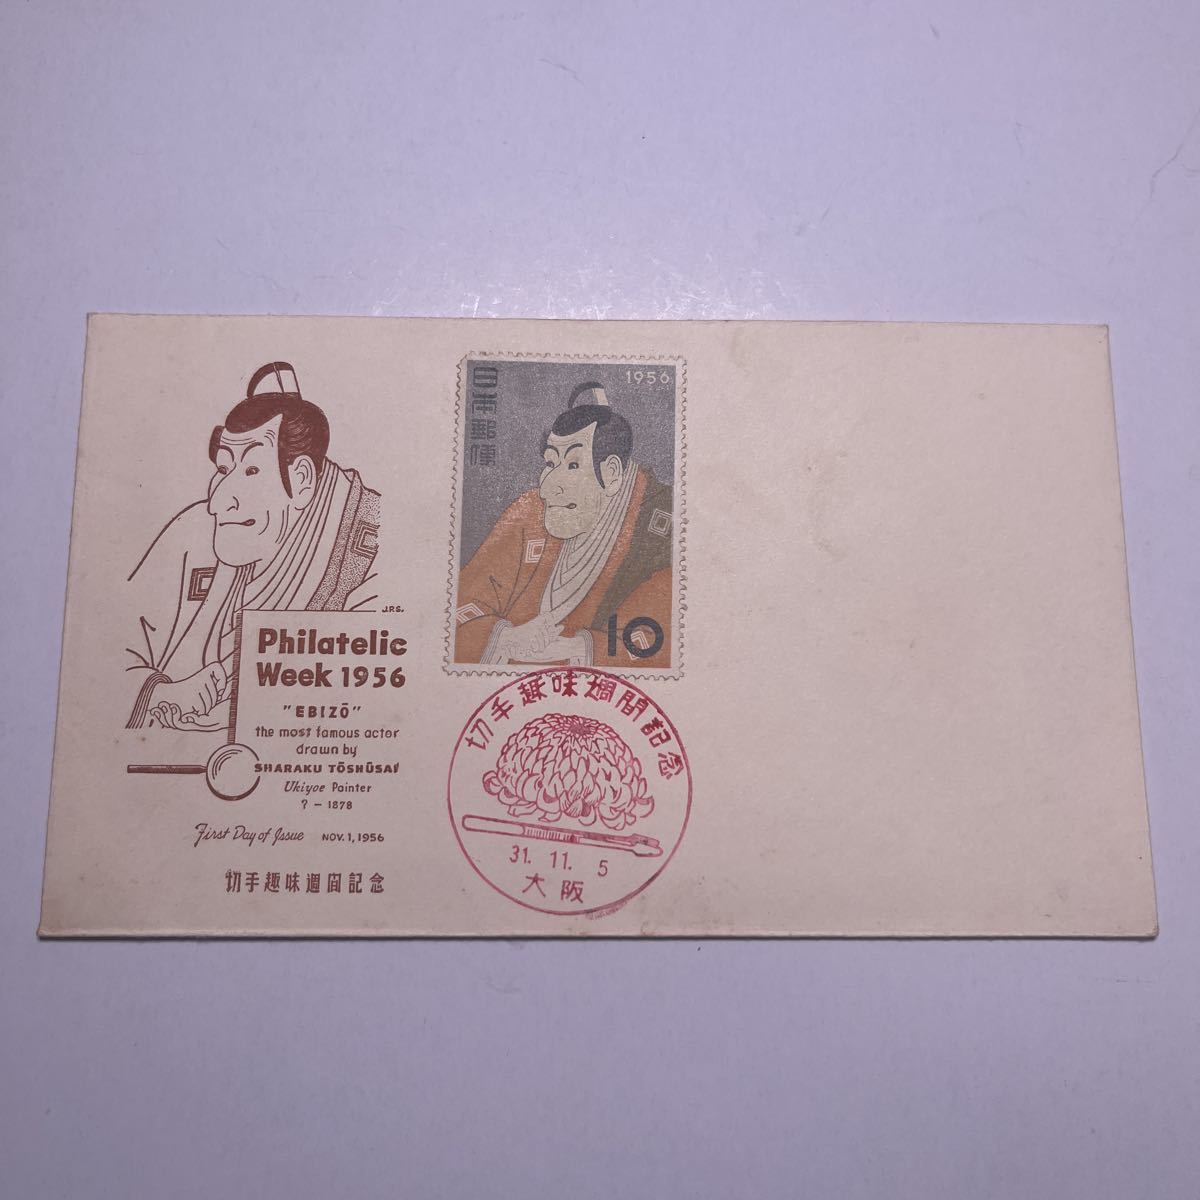 J.P.S.
Philatelic
Week 1956
"EBIZŌ"
the most famous actor
drawn by
SHARAKU TŌSHŪSAI
Ukiyoe Painter
? – 1878
First Day of Issue NOV. 1, 1956
切手趣味週間記念
日本郵便
1956
10
切手趣味週間記念
31. 11. 5
大阪